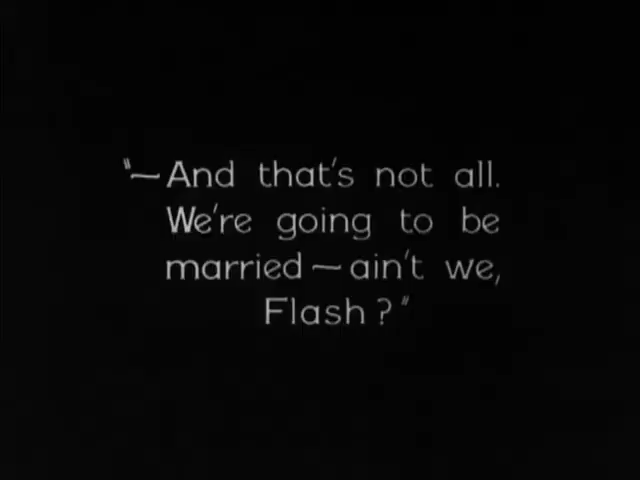 "—And that's not all.
We're going to be
married—ain't we,
Flash?"